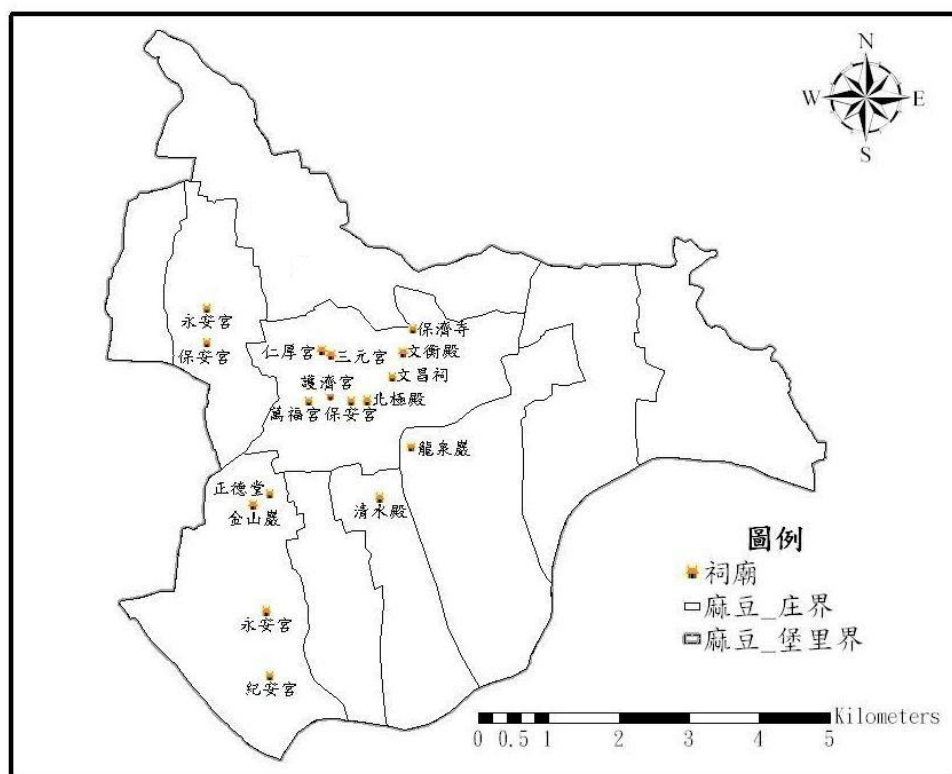 N
W E
S
永安宮
保安宮
保濟寺
仁厚宮 三元宮 文衡殿
護濟宮 文昌祠
萬福宮 保安宮 北極殿
龍泉巖
正德堂
金山巖
清水殿
永安宮
紀安宮
圖例
祠廟
麻豆_庄界
麻豆_堡里界
Kilometers
0 0.5 1 2 3 4 5